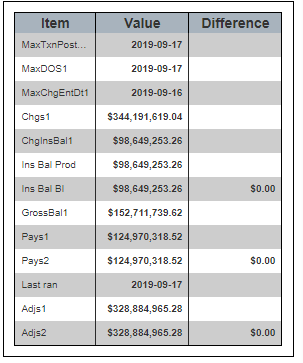 Item Value Difference
MaxTxnPost... 2019-09-17
MaxDOS1 2019-09-17
MaxChgEntDt1 2019-09-16
Chgs1 $344,191,619.04
ChgInsBal1 $98,649,253.26
Ins Bal Prod $98,649,253.26
Ins Bal BI $98,649,253.26 $0.00
GrossBal1 $152,711,739.62
Pays1 $124,970,318.52
Pays2 $124,970,318.52 $0.00
Last ran 2019-09-17
Adjs1 $328,884,965.28
Adjs2 $328,884,965.28 $0.00